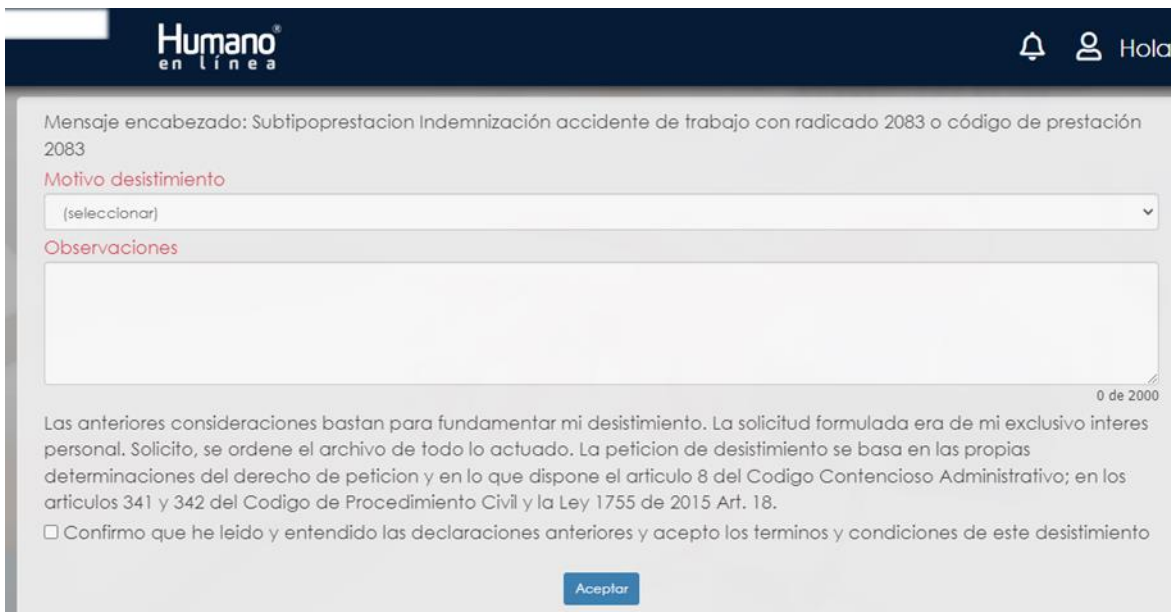 Humano®
en línea
Hola
Mensaje encabezado: Subtipoprestacion Indemnización accidente de trabajo con radicado 2083 o código de prestación
2083
Motivo desistimiento
(seleccionar)
Observaciones
0 de 2000
Las anteriores consideraciones bastan para fundamentar mi desistimiento. La solicitud formulada era de mi exclusivo interes
personal. Solicito, se ordene el archivo de todo lo actuado. La peticion de desistimiento se basa en las propias
determinaciones del derecho de peticion y en lo que dispone el articulo 8 del Codigo Contencioso Administrativo; en los
articulos 341 y 342 del Codigo de Procedimiento Civil y la Ley 1755 de 2015 Art. 18.
Confirmo que he leido y entendido las declaraciones anteriores y acepto los terminos y condiciones de este desistimiento
Aceptar